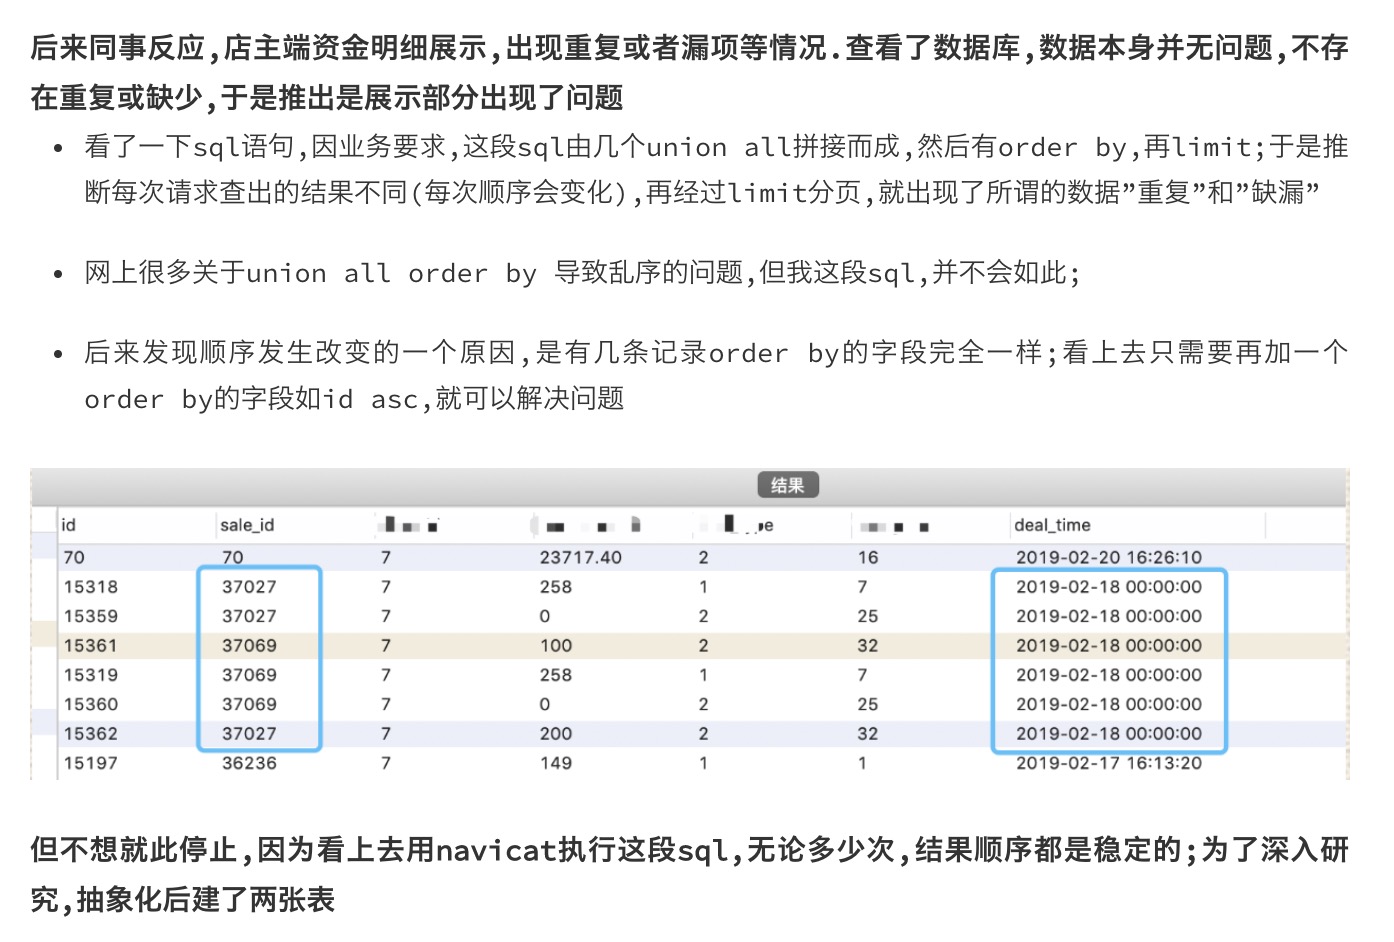 后来同事反应,店主端资金明细展示,出现重复或者漏项等情况.查看了数据库,数据本身并无问题,不存
在重复或缺少,于是推出是展示部分出现了问题
• 看了一下sql语句,因业务要求,这段sql由几个union all拼接而成,然后有order by,再limit;于是推
断每次请求查出的结果不同(每次顺序会变化),再经过limit分页,就出现了所谓的数据”重复”和”缺漏”
• 网上很多关于union all order by 导致乱序的问题,但我这段sql,并不会如此;
• 后来发现顺序发生改变的一个原因,是有几条记录order by的字段完全一样;看上去只需要再加一个
order by的字段如id asc,就可以解决问题
结果
id sale_id e deal_time
70 70 7 23717.40 2 16 2019-02-20 16:26:10
15318 37027 7 258 1 7 2019-02-18 00:00:00
15359 37027 7 0 2 25 2019-02-18 00:00:00
15361 37069 7 100 2 32 2019-02-18 00:00:00
15319 37069 7 258 1 7 2019-02-18 00:00:00
15360 37069 7 0 2 25 2019-02-18 00:00:00
15362 37027 7 200 2 32 2019-02-18 00:00:00
15197 36236 7 149 1 1 2019-02-17 16:13:20
但不想就此停止,因为看上去用navicat执行这段sql,无论多少次,结果顺序都是稳定的;为了深入研
究,抽象化后建了两张表